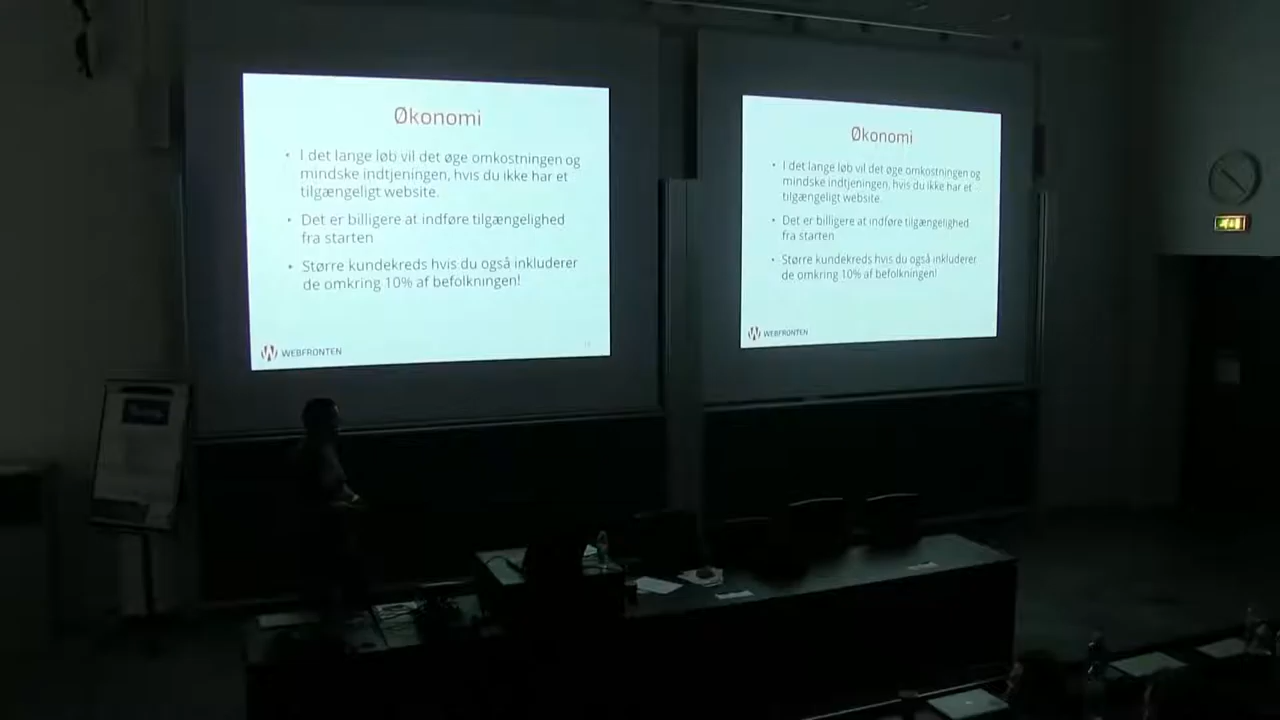 Økonomi
• I det lange løb vil det øge omkostningen og
mindske indtjeningen, hvis du ikke har et
tilgængeligt website.
• Det er billigere at indføre tilgængelighed
fra starten
• Større kundekreds hvis du også inkluderer
de omkring 10% af befolkningen!
WEBFRONTEN
Økonomi
• I det lange løb vil det øge omkostningen og
mindske indtjeningen, hvis du ikke har et
tilgængeligt website.
• Det er billigere at indføre tilgængelighed
fra starten
• Større kundekreds hvis du også inkluderer
de omkring 10% af befolkningen!
WEBFRONTEN